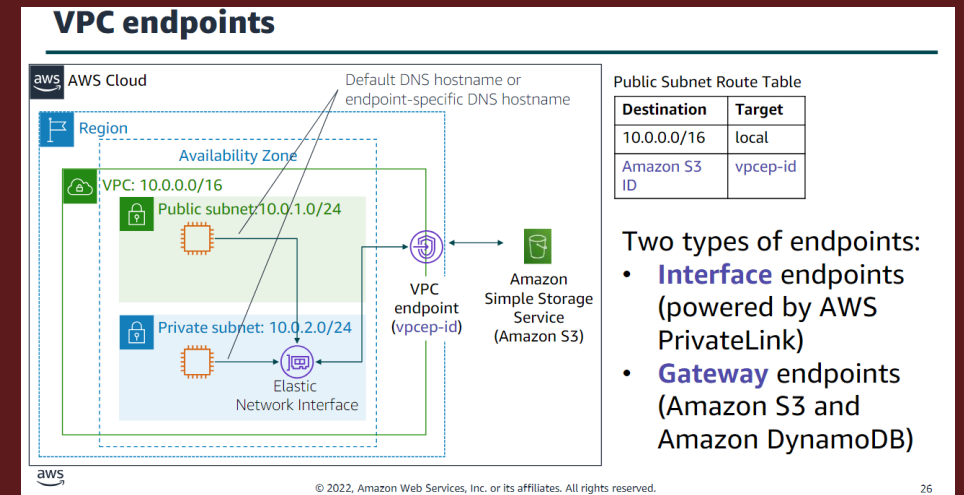 VPC endpoints
aws
AWS Cloud
Default DNS hostname or
endpoint-specific DNS hostname
Region
Availability Zone
VPC: 10.0.0.0/16
Public subnet:10.0.1.0/24
VPC
endpoint
(vpcep-id)
Amazon
Simple Storage
Service
(Amazon S3)
Private subnet: 10.0.2.0/24
Elastic
Network Interface
Public Subnet Route Table
Destination Target
10.0.0.0/16 local
Amazon S3 vpcep-id
ID
Two types of endpoints:
• Interface endpoints
(powered by AWS
PrivateLink)
• Gateway endpoints
(Amazon S3 and
Amazon DynamoDB)
aws
© 2022, Amazon Web Services, Inc. or its affiliates. All rights reserved.
26